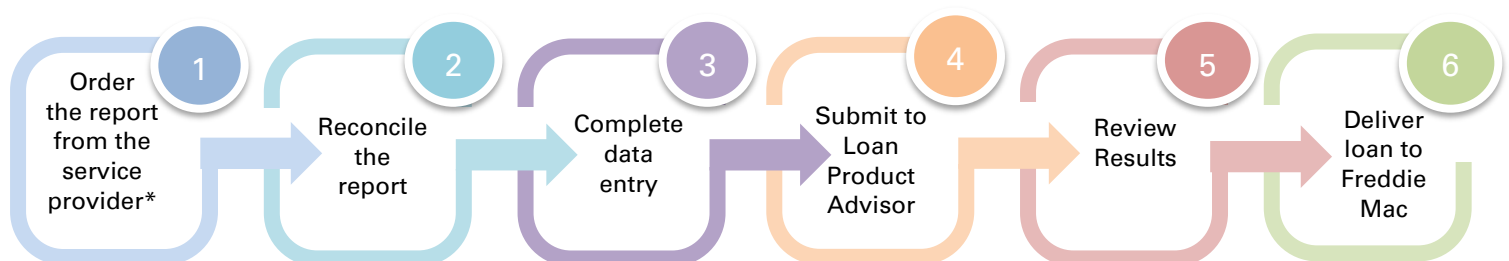 1
Order
the report
from the
service
provider*
2
Reconcile
the
report
3
Complete
data
entry
4
Submit to
Loan
Product
Advisor
5
Review
Results
6
Deliver
loan to
Freddie
Mac